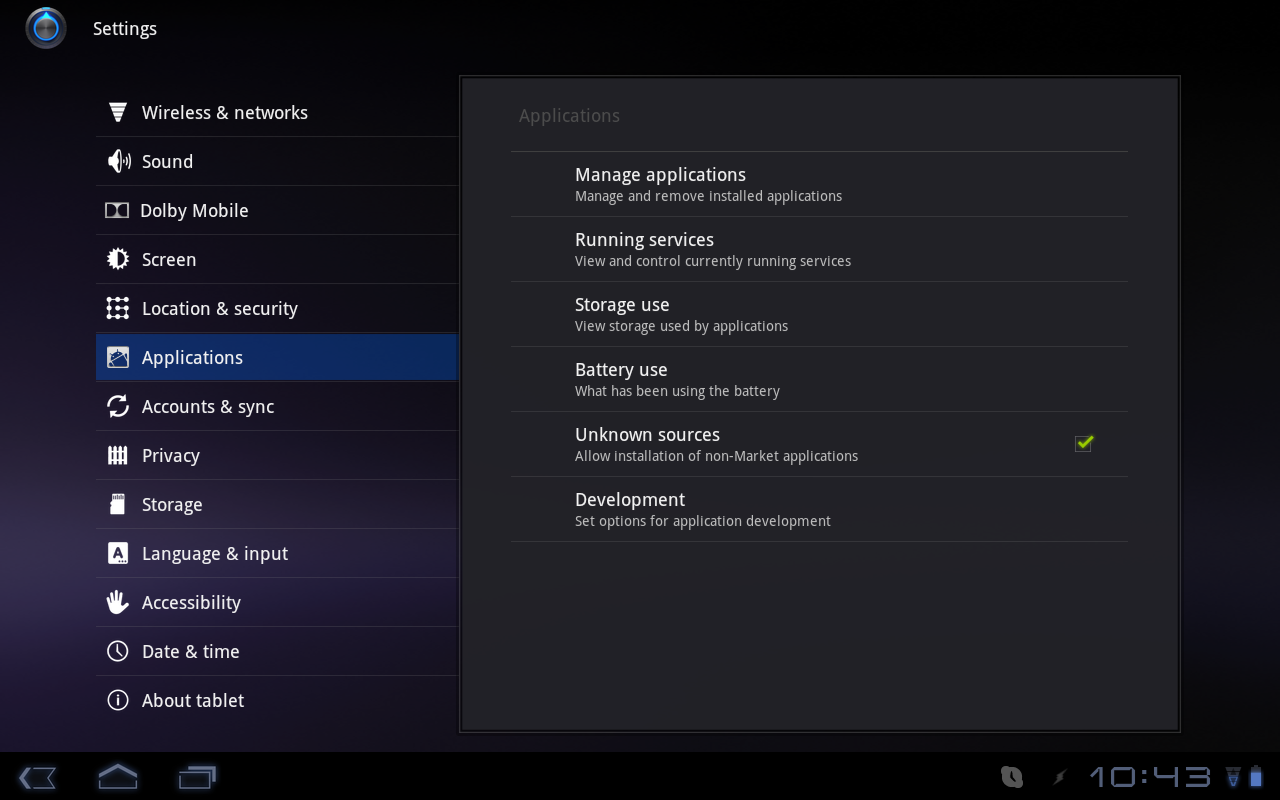 Settings
Wireless & networks
Sound
Dolby Mobile
Screen
Location & security
Applications
Accounts & sync
Privacy
Storage
Language & input
Accessibility
Date & time
About tablet
Applications
Manage applications
Manage and remove installed applications
Running services
View and control currently running services
Storage use
View storage used by applications
Battery use
What has been using the battery
Unknown sources
Allow installation of non-Market applications
Development
Set options for application development
10:43